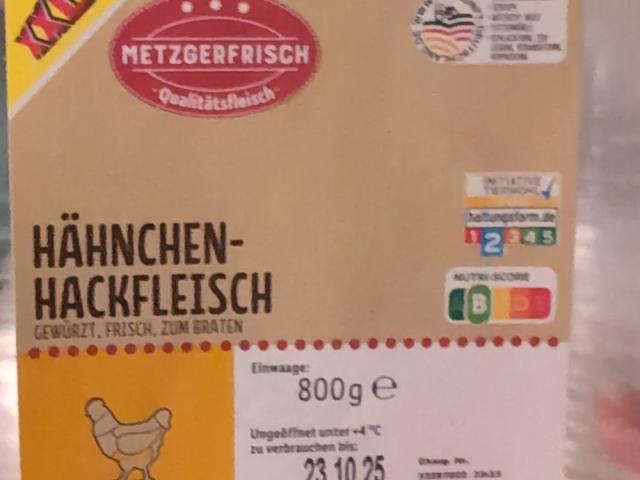 XXL
METZGERFRISCH
Qualitätsfleisch
INITIATIVE
TIERWOHL
haltungsform.de
1 2 3 4 5
HÄHNCHEN-
HACKFLEISCH
GEWÜRZT, FRISCH, ZUM BRATEN
NUTRI-SCORE
B D
Einwaage:
800g e
Ungeöffnet unter +4°C
zu verbrauchen bis:
23.10.25